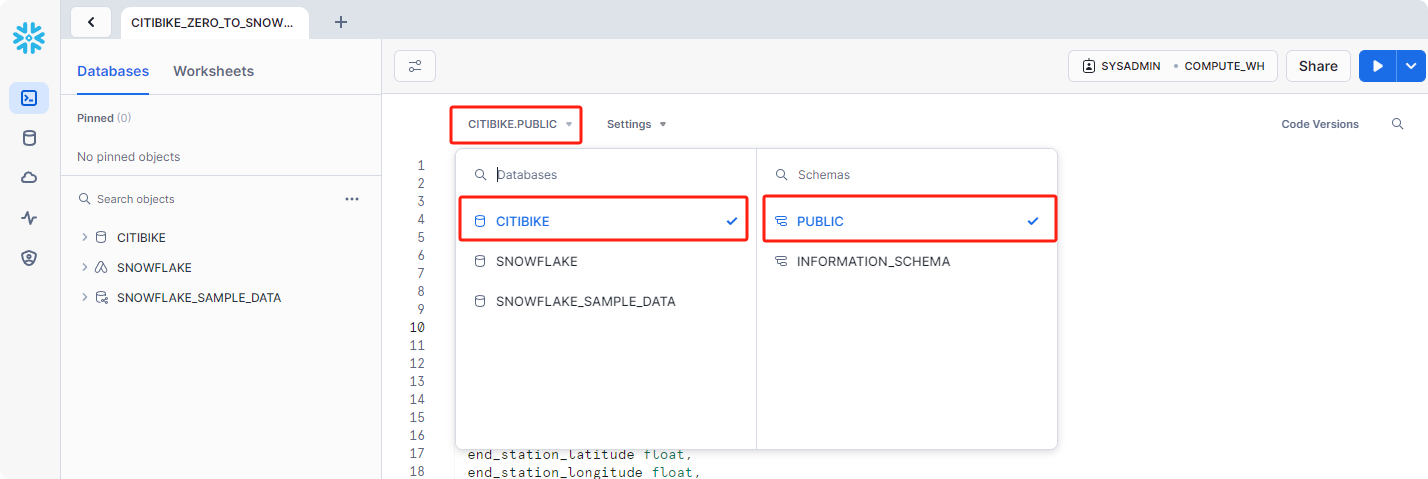 CITIBIKE_ZERO_TO_SNOW...
Databases Worksheets
SYSADMIN • COMPUTE_WH
Share
Pinned (0)
No pinned objects
Search objects
CITIBIKE
SNOWFLAKE
SNOWFLAKE_SAMPLE_DATA
CITIBIKE.PUBLIC
Settings
Code Versions
Databases
Schemas
CITIBIKE
PUBLIC
SNOWFLAKE
INFORMATION_SCHEMA
SNOWFLAKE_SAMPLE_DATA
1
2
3
4
5
6
7
8
9
10
11
12
13
14
15
16
17 end_station_latitude float,
18 end_station_longitude float,